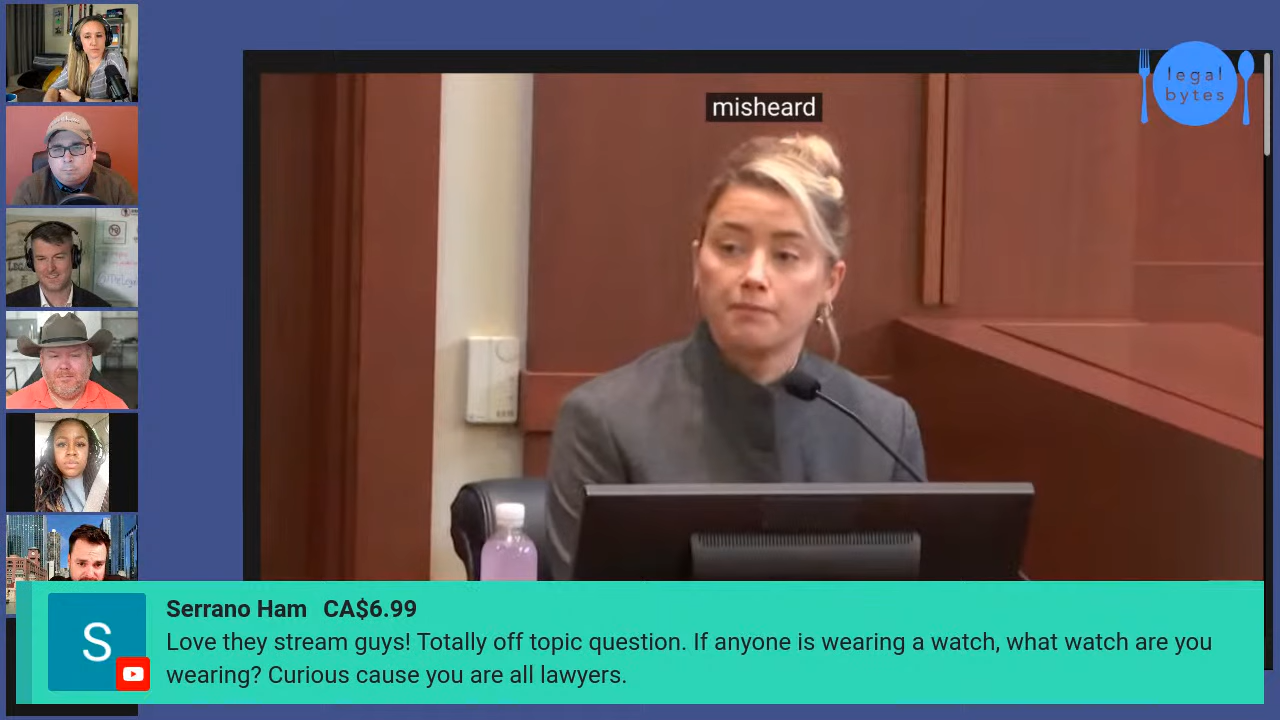 misheard
legal
bytes
S
Serrano Ham CA$6.99
Love they stream guys! Totally off topic question. If anyone is wearing a watch, what watch are you
wearing? Curious cause you are all lawyers.